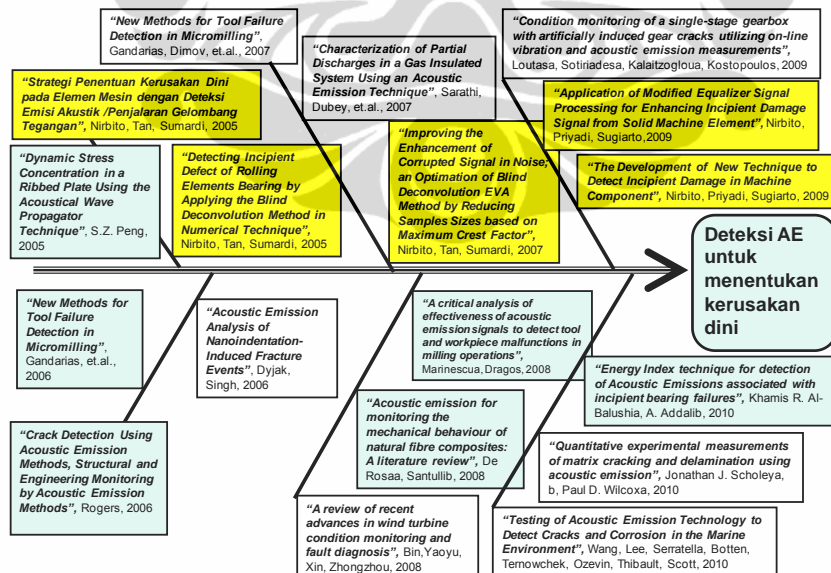 “New Methods for Tool Failure
Detection in Micromilling”,
Gandarias, Dimov, et.al., 2007
“Characterization of Partial
Discharges in a Gas Insulated
System Using an Acoustic
Emission Technique”, Sarathi,
Dubey, et.al., 2007
“Condition monitoring of a single-stage gearbox
with artificially induced gear cracks utilizing on-line
vibration and acoustic emission measurements”,
Loutasa, Sotiriadesa, Kalaitzogloua, Kostopoulos, 2009
“Strategi Penentuan Kerusakan Dini
pada Elemen Mesin dengan Deteksi
Emisi Akustik /Penjalaran Gelombang
Tegangan”, Nirbito, Tan, Sumardi, 2005
“Application of Modified Equalizer Signal
Processing for Enhancing Incipient Damage
Signal from Solid Machine Element”, Nirbito,
Priyadi, Sugiarto,2009
“Dynamic Stress
Concentration in a
Ribbed Plate Using the
Acoustical Wave
Propagator
Technique”, S.Z. Peng,
2005
“Detecting Incipient
Defect of Rolling
Elements Bearing by
Applying the Blind
Deconvolution Method in
Numerical Technique”,
Nirbito, Tan, Sumardi, 2005
“Improving the
Enhancement of
Corrupted Signal in Noise;
an Optimation of Blind
Deconvolution EVA
Method by Reducing
Samples Sizes based on
Maximum Crest Factor”,
Nirbito, Tan, Sumardi, 2007
“The Development of New Technique to
Detect Incipient Damage in Machine
Component”, Nirbito, Priyadi, Sugiarto, 2009
Deteksi AE
untuk
menentukan
kerusakan
dini
“New Methods for
Tool Failure
Detection in
Micromilling”,
Gandarias, et.al.,
2006
“Acoustic Emission
Analysis of
Nanoindentation-
Induced Fracture
Events”, Dyjak,
Singh, 2006
“A critical analysis of
effectiveness of acoustic
emission signals to detect tool
and workpiece malfunctions in
milling operations”,
Marinescua, Dragos, 2008
“Energy Index technique for detection
of Acoustic Emissions associated with
incipient bearing failures”, Khamis R. Al-
Balushia, A. Addalib, 2010
“Acoustic emission for
monitoring the
mechanical behaviour of
natural fibre composites:
A literature review”, De
Rosaa, Santullib, 2008
“Crack Detection Using
Acoustic Emission
Methods, Structural and
Engineering Monitoring
by Acoustic Emission
Methods”, Rogers, 2006
“Quantitative experimental measurements
of matrix cracking and delamination using
acoustic emission”, Jonathan J. Scholeya,
b, Paul D. Wilcoxa, 2010
“A review of recent
advances in wind turbine
condition monitoring and
fault diagnosis”, Bin,Yaoyu,
Xin, Zhongzhou, 2008
“Testing of Acoustic Emission Technology to
Detect Cracks and Corrosion in the Marine
Environment”, Wang, Lee, Serratella, Botten,
Ternowchek, Ozevin, Thibault, Scott, 2010